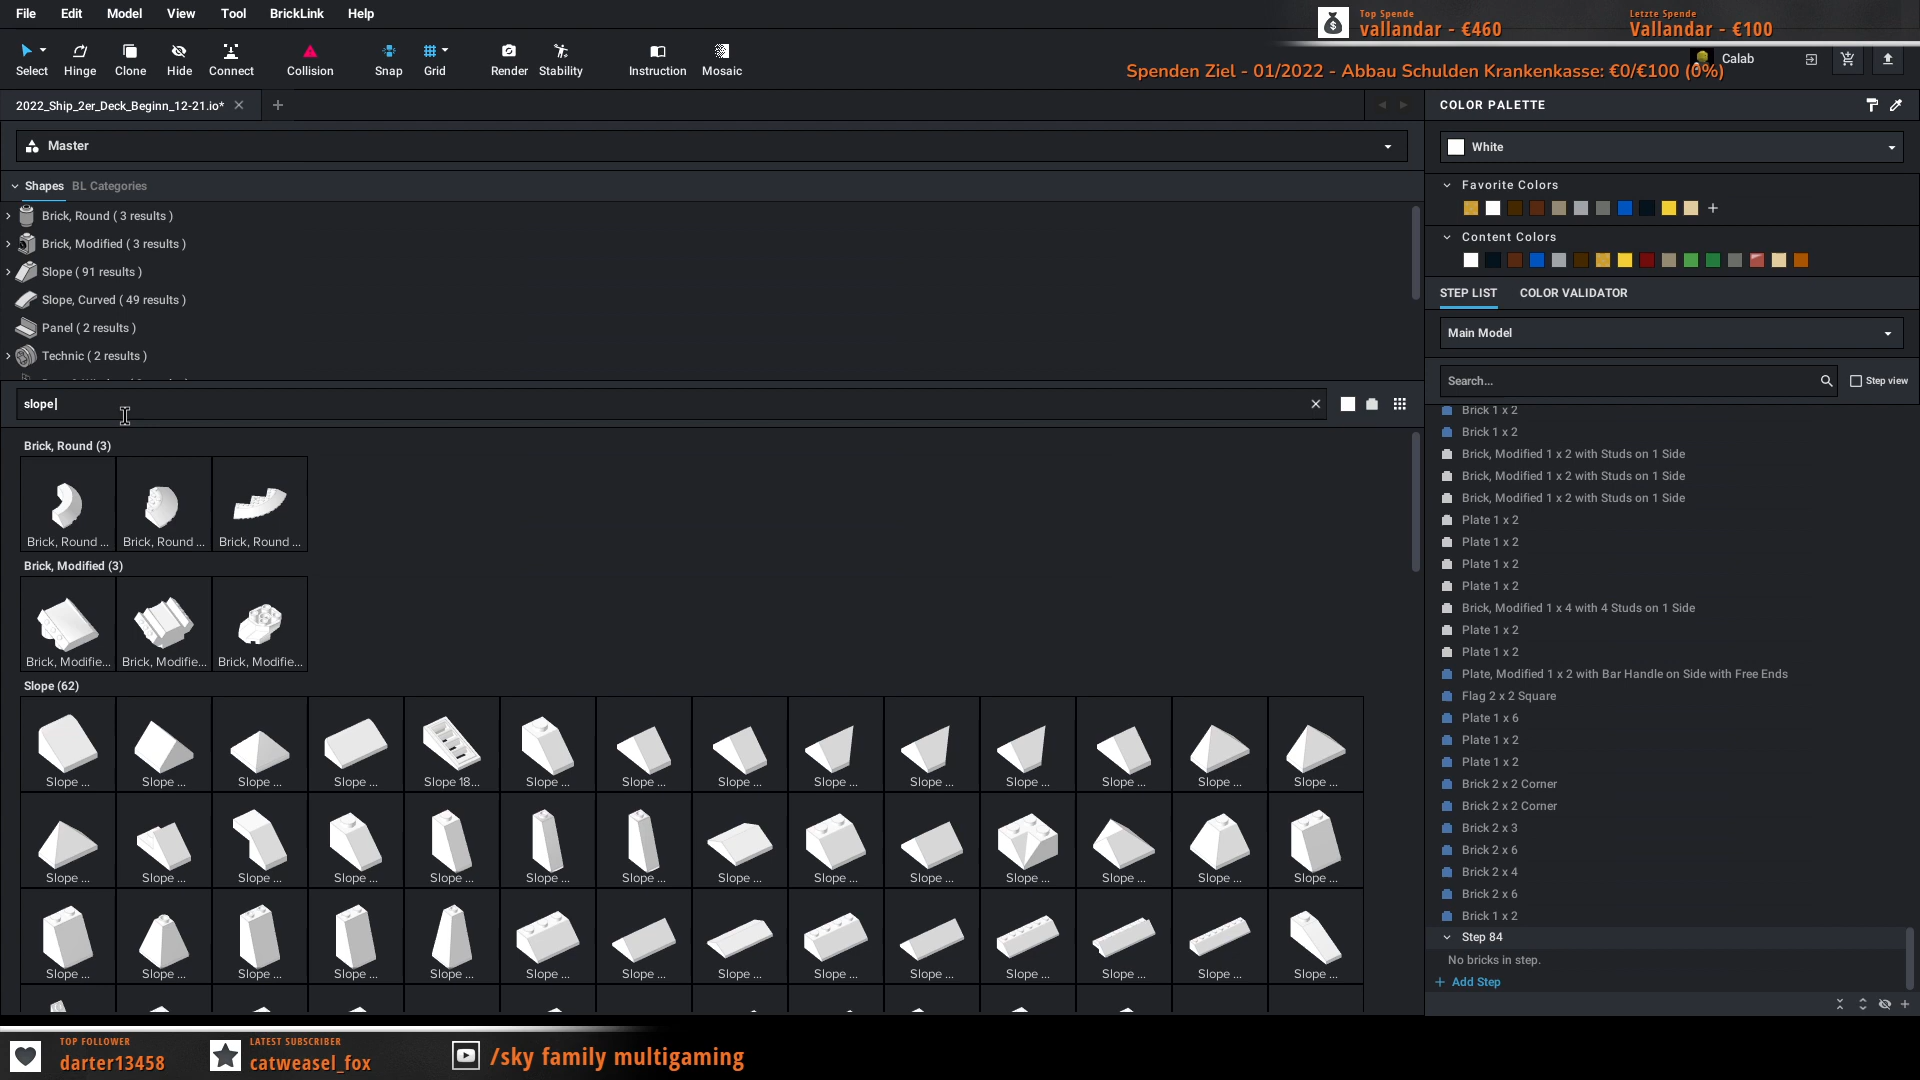 File Edit Model View Tool BrickLink Help
Top Spende
vallandar - €460
Letzte Spende
Vallandar - €100
Select Hinge Clone Hide Connect Collision Snap Grid Render Stability Instruction Mosaic
Spenden Ziel - 01/2022 - Abbau Schulden Krankenkasse: €0/€100 (0%)
Calab
2022_Ship_2er_Deck_Beginn_12-21.io*
Master
Shapes BL Categories
Brick, Round ( 3 results )
Brick, Modified ( 3 results )
Slope ( 91 results )
Slope, Curved ( 49 results )
Panel ( 2 results )
Technic ( 2 results )
slope
Brick, Round (3)
Brick, Round ... Brick, Round ... Brick, Round ...
Brick, Modified (3)
Brick, Modifie... Brick, Modifie... Brick, Modifie...
Slope (62)
Slope ... Slope ... Slope ... Slope ... Slope 18... Slope ... Slope ... Slope ... Slope ... Slope ... Slope ... Slope ... Slope ... Slope ...
Slope ... Slope ... Slope ... Slope ... Slope ... Slope ... Slope ... Slope ... Slope ... Slope ... Slope ... Slope ... Slope ... Slope ...
Slope ... Slope ... Slope ... Slope ... Slope ... Slope ... Slope ... Slope ... Slope ... Slope ... Slope ... Slope ... Slope ... Slope ...
COLOR PALETTE
White
Favorite Colors
Content Colors
STEP LIST COLOR VALIDATOR
Main Model
Search... Step view
Brick 1 x 2
Brick 1 x 2
Brick, Modified 1 x 2 with Studs on 1 Side
Brick, Modified 1 x 2 with Studs on 1 Side
Brick, Modified 1 x 2 with Studs on 1 Side
Plate 1 x 2
Plate 1 x 2
Plate 1 x 2
Plate 1 x 2
Brick, Modified 1 x 4 with 4 Studs on 1 Side
Plate 1 x 2
Plate 1 x 2
Plate, Modified 1 x 2 with Bar Handle on Side with Free Ends
Flag 2 x 2 Square
Plate 1 x 6
Plate 1 x 2
Plate 1 x 2
Brick 2 x 2 Corner
Brick 2 x 2 Corner
Brick 2 x 3
Brick 2 x 6
Brick 2 x 4
Brick 2 x 6
Brick 1 x 2
Step 84
No bricks in step.
+ Add Step
TOP FOLLOWER
darter13458
LATEST SUBSCRIBER
catweasel_fox
/sky family multigaming